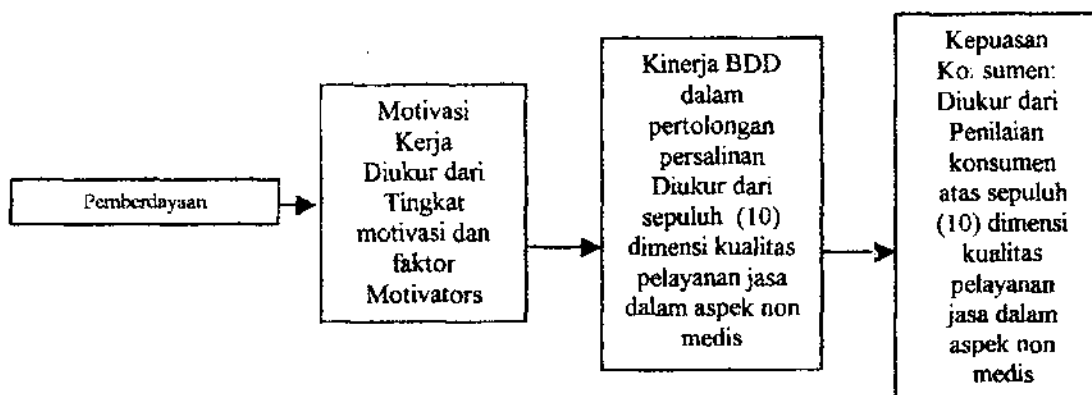 Pemberdayaan
Motivasi
Kerja
Diukur dari
Tingkat
motivasi dan
faktor
Motivators
Kinerja BDD
dalam
pertolongan
persalinan
Diukur dari
sepuluh (10)
dimensi kualitas
pelayanan jasa
dalam aspek non
medis
Kepuasan
Ko: sumen:
Diukur dari
Penilaian
konsumen
atas sepuluh
(10) dimensi
kualitas
pelayanan
jasa dalam
aspek non
medis